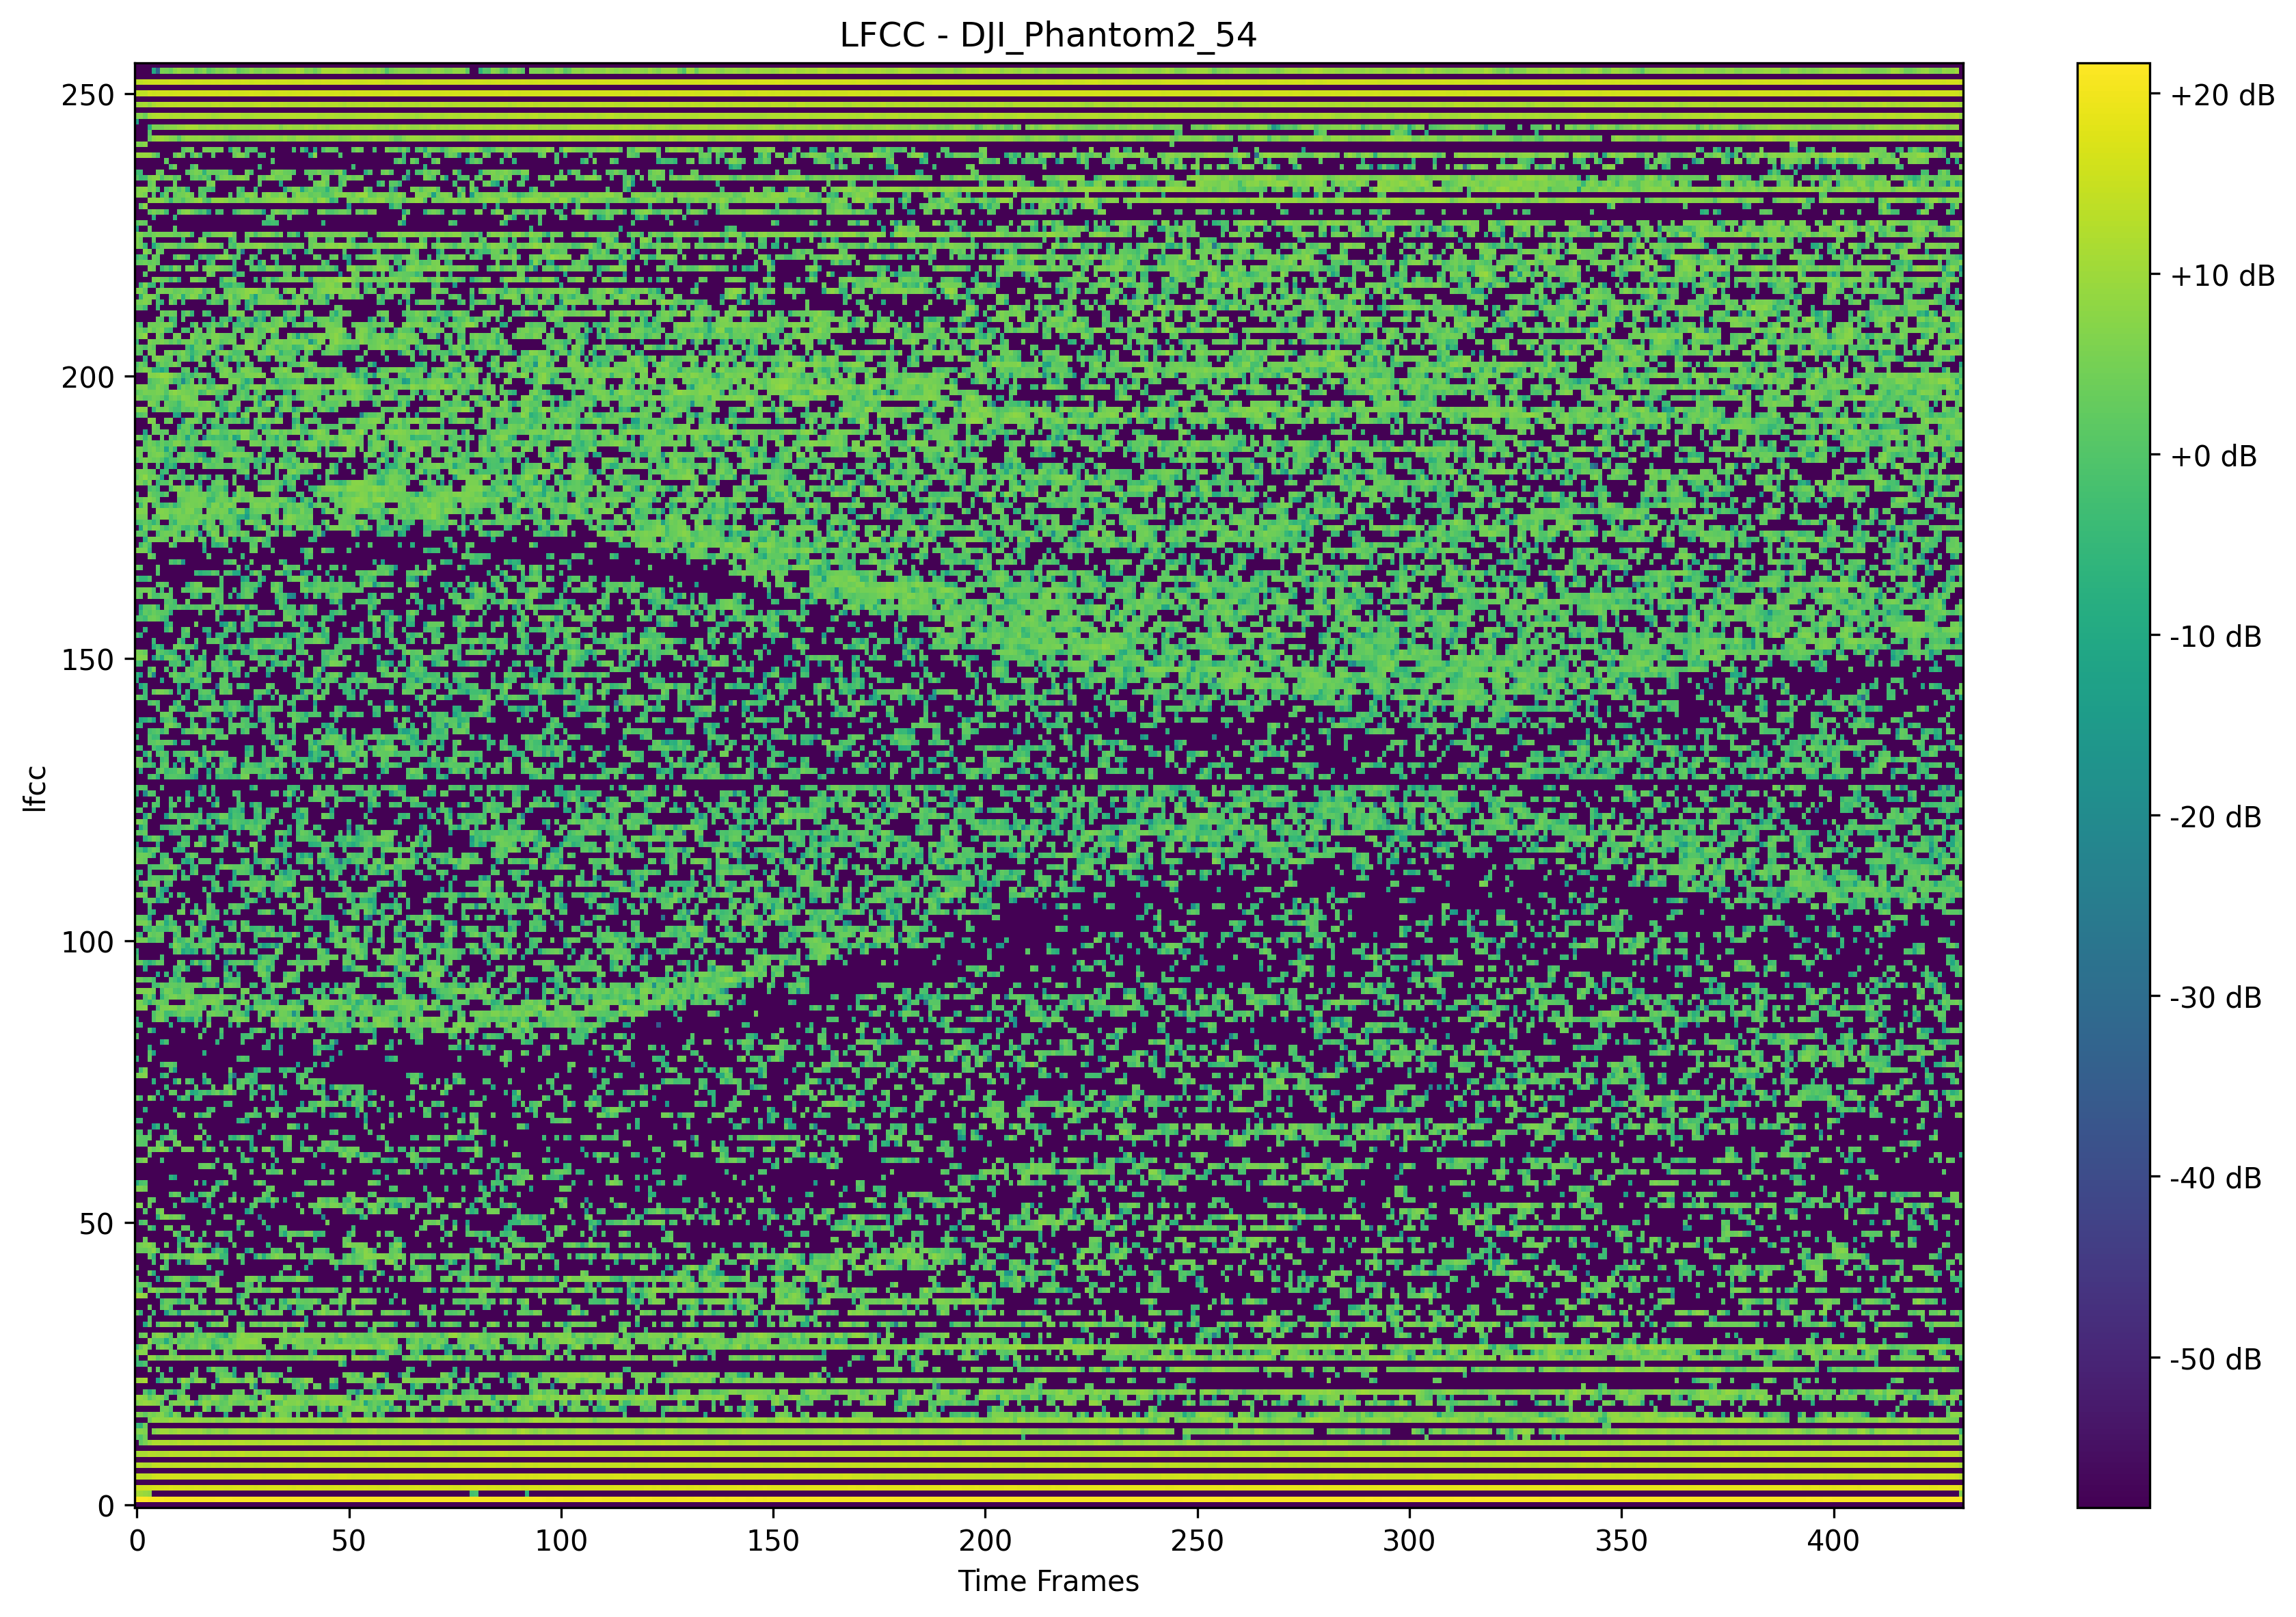 LFCC - DJI_Phantom2_54
250
200
150
100
50
0
lfcc
0 50 100 150 200 250 300 350 400
Time Frames
+20 dB
+10 dB
+0 dB
-10 dB
-20 dB
-30 dB
-40 dB
-50 dB